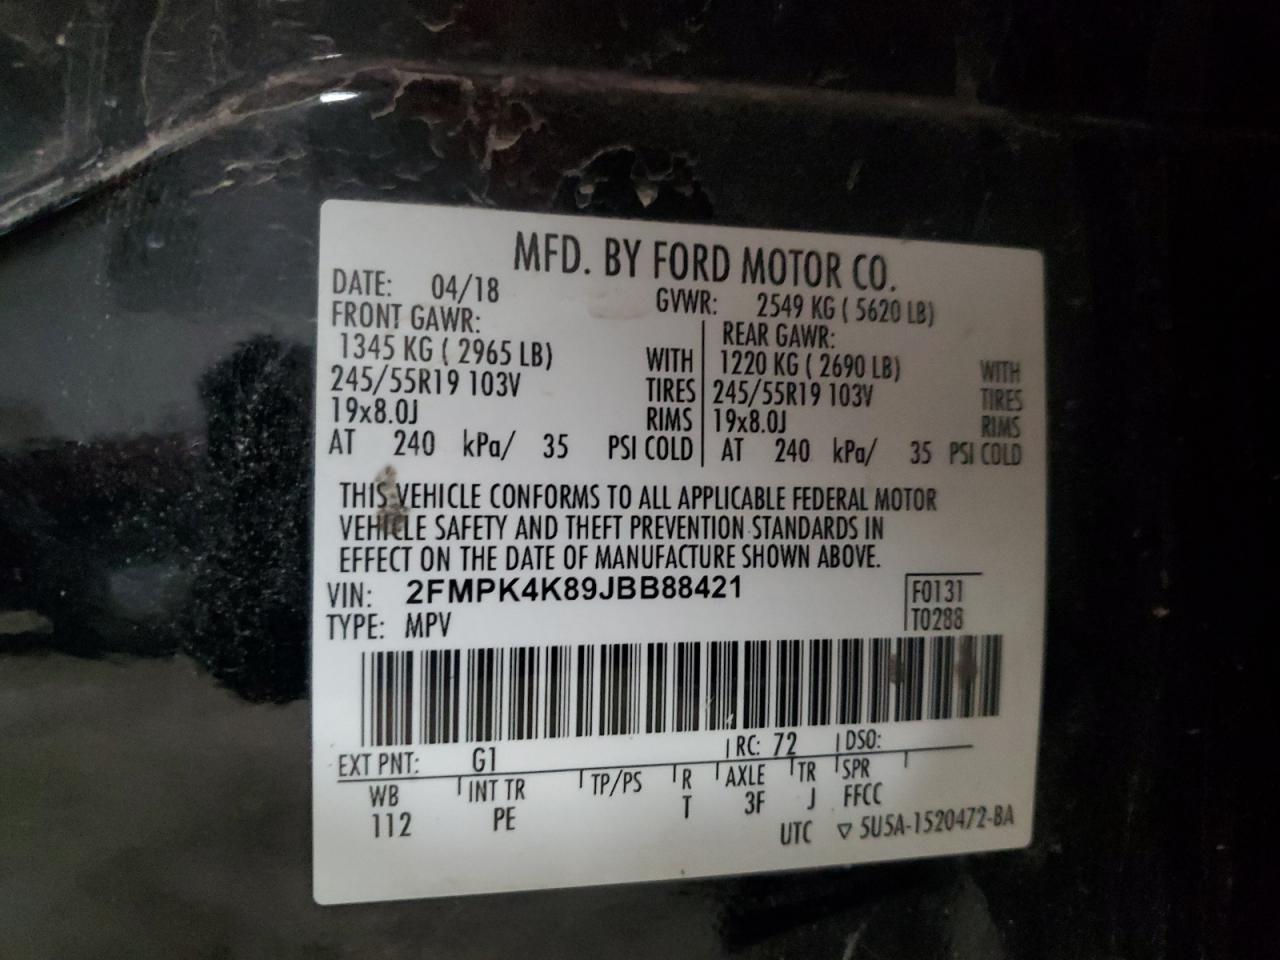 MFD. BY FORD MOTOR CO.
DATE: 04/18 GVWR: 2549 KG ( 5620 LB)
FRONT GAWR: REAR GAWR:
1345 KG ( 2965 LB) WITH 1220 KG ( 2690 LB) WITH
245/55R19 103V TIRES 245/55R19 103V TIRES
19x8.0J RIMS 19x8.0J RIMS
AT 240 kPa/ 35 PSI COLD AT 240 kPa/ 35 PSI COLD
THIS VEHICLE CONFORMS TO ALL APPLICABLE FEDERAL MOTOR
VEHICLE SAFETY AND THEFT PREVENTION STANDARDS IN
EFFECT ON THE DATE OF MANUFACTURE SHOWN ABOVE.
VIN: 2FMPK4K89JBB88421 F0131
TYPE: MPV T0288
EXT PNT: G1 RC: 72 DSO:
WB INT TR TP/PS R AXLE TR SPR
112 PE T 3F J FFCC
UTC ▽ 5U5A-1520472-BA